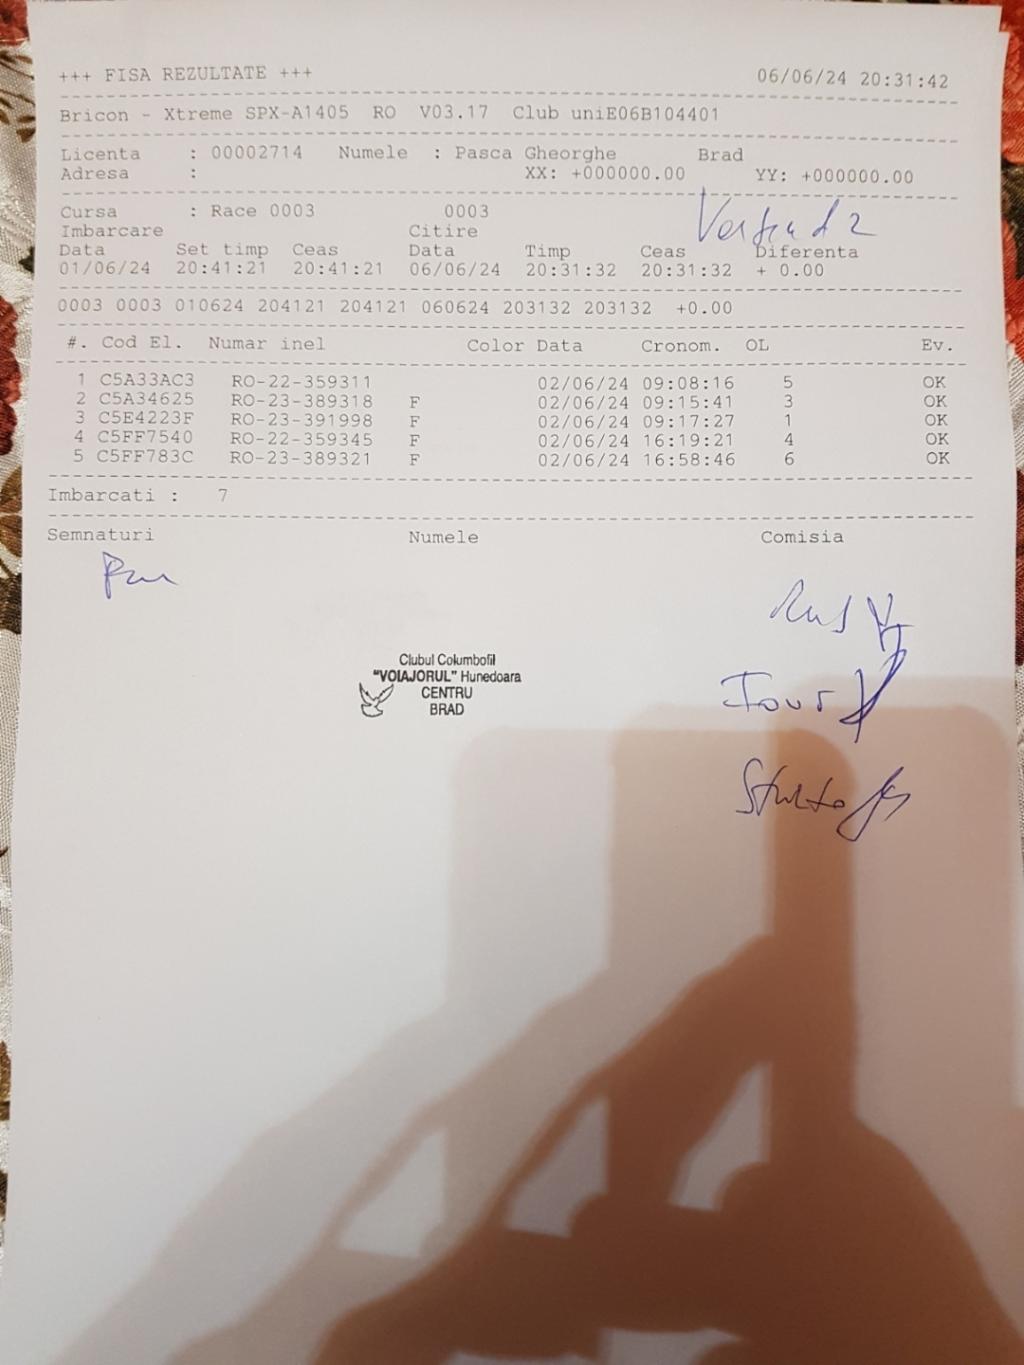 +++ FISA REZULTATE +++ 06/06/24 20:31:42
Bricon - Xtreme SPX-A1405 RO V03.17 Club uniE06B104401
Licenta : 00002714 Numele : Pasca Gheorghe Brad
Adresa : XX: +000000.00 YY: +000000.00
Cursa : Race 0003 0003
Imbarcare Citire
Data Set timp Ceas Data Timp Ceas Diferenta
01/06/24 20:41:21 20:41:21 06/06/24 20:31:32 20:31:32 + 0.00
0003 0003 010624 204121 204121 060624 203132 203132 +0.00
#. Cod El. Numar inel Color Data Cronom. OL Ev.
1 C5A33AC3 RO-22-359311 02/06/24 09:08:16 5 OK
2 C5A34625 RO-23-389318 F 02/06/24 09:15:41 3 OK
3 C5E4223F RO-23-391998 F 02/06/24 09:17:27 1 OK
4 C5FF7540 RO-22-359345 F 02/06/24 16:19:21 4 OK
5 C5FF783C RO-23-389321 F 02/06/24 16:58:46 6 OK
Imbarcati : 7
Semnaturi Numele Comisia
Clubul Columbofil
"VOIAJORUL" Hunedoara
CENTRU
BRAD